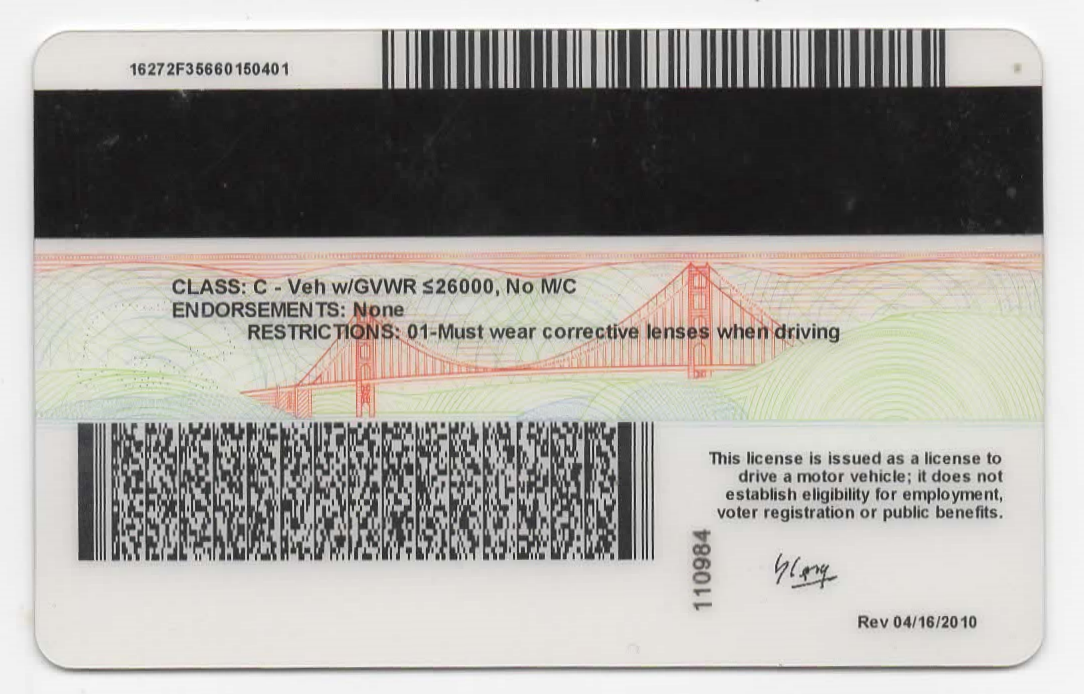 16272F35660150401
CLASS: C - Veh w/GVWR ≤26000, No M/C
ENDORSEMENTS: None
RESTRICTIONS: 01-Must wear corrective lenses when driving
This license is issued as a license to
drive a motor vehicle; it does not
establish eligibility for employment,
voter registration or public benefits.
110984
Rev 04/16/2010